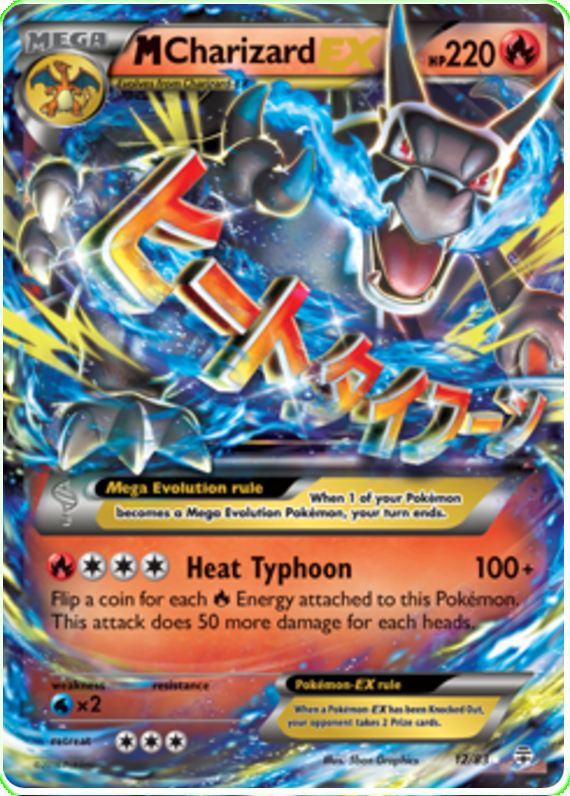 MEGA
M Charizard EX
HP 220
Evolves from Charizard-EX
ヒートタイフーン
Mega Evolution rule
When 1 of your Pokémon
becomes a Mega Evolution Pokémon, your turn ends.
Heat Typhoon 100+
Flip a coin for each Energy attached to this Pokémon.
This attack does 50 more damage for each heads.
weakness resistance
×2
Pokémon-EX rule
When a Pokémon-EX has been Knocked Out,
your opponent takes 2 Prize cards.
retreat
Illus. 5ban Graphics
12/83